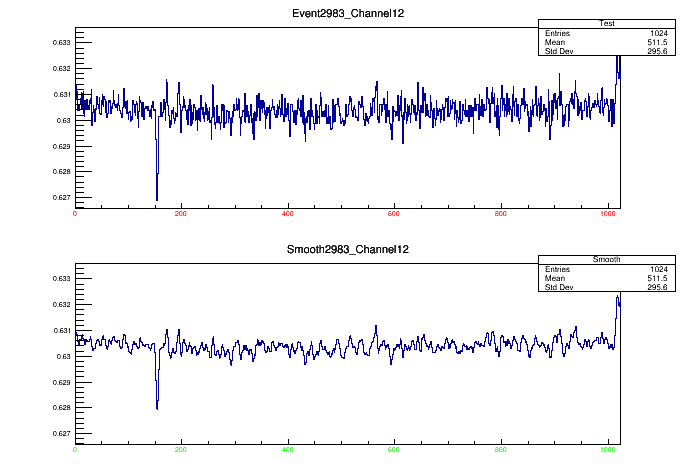 Event2983_Channel12
Test
Entries 1024
Mean 511.5
Std Dev 295.6
0.633
0.632
0.631
0.63
0.629
0.628
0.627
0 200 400 600 800 1000
Smooth2983_Channel12
Smooth
Entries 1024
Mean 511.5
Std Dev 295.6
0.633
0.632
0.631
0.63
0.629
0.628
0.627
0 200 400 600 800 1000